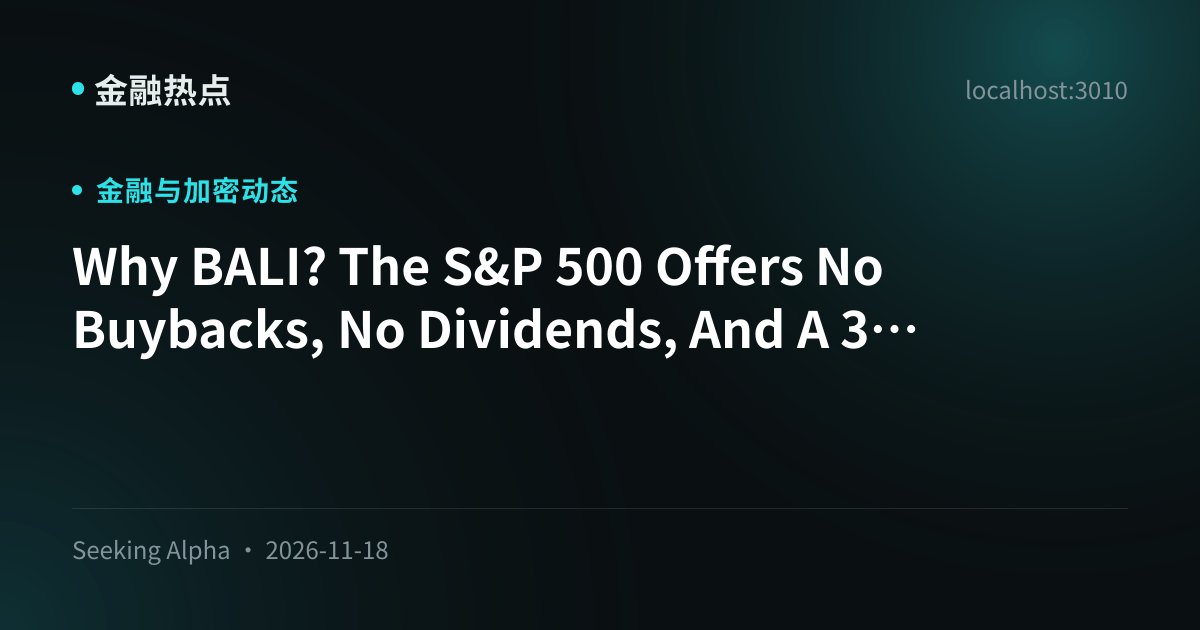 金融热点
localhost:3010
金融与加密动态
Why BALI? The S&P 500 Offers No
Buybacks, No Dividends, And A 3⋯
Seeking Alpha · 2026-11-18